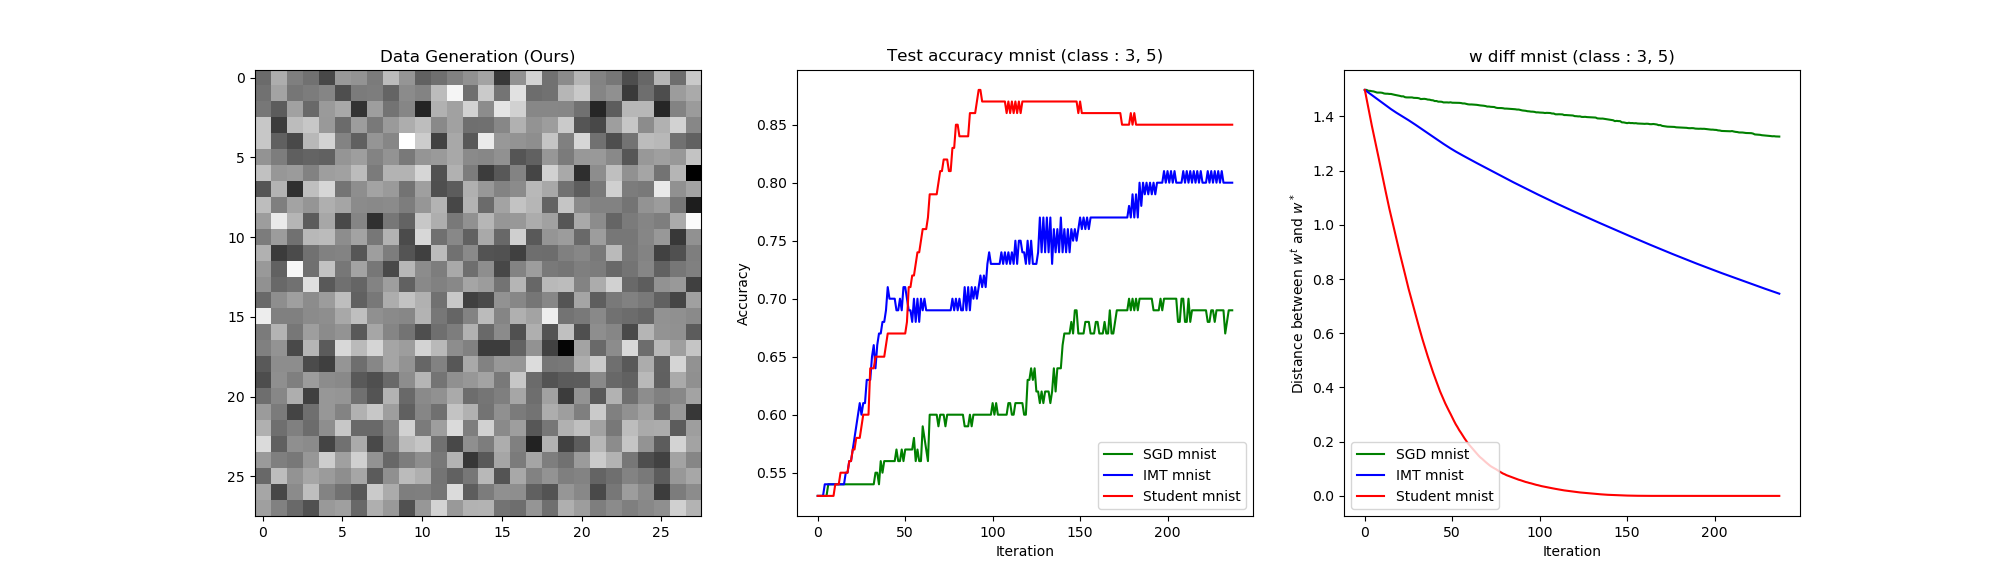 Data Generation (Ours)
0
5
10
15
20
25
0 5 10 15 20 25
Test accuracy mnist (class : 3, 5)
Accuracy
0.85
0.80
0.75
0.70
0.65
0.60
0.55
SGD mnist
IMT mnist
Student mnist
0 50 100 150 200
Iteration
w diff mnist (class : 3, 5)
Distance between w^t and w^*
1.4
1.2
1.0
0.8
0.6
0.4
0.2
0.0
SGD mnist
IMT mnist
Student mnist
0 50 100 150 200
Iteration